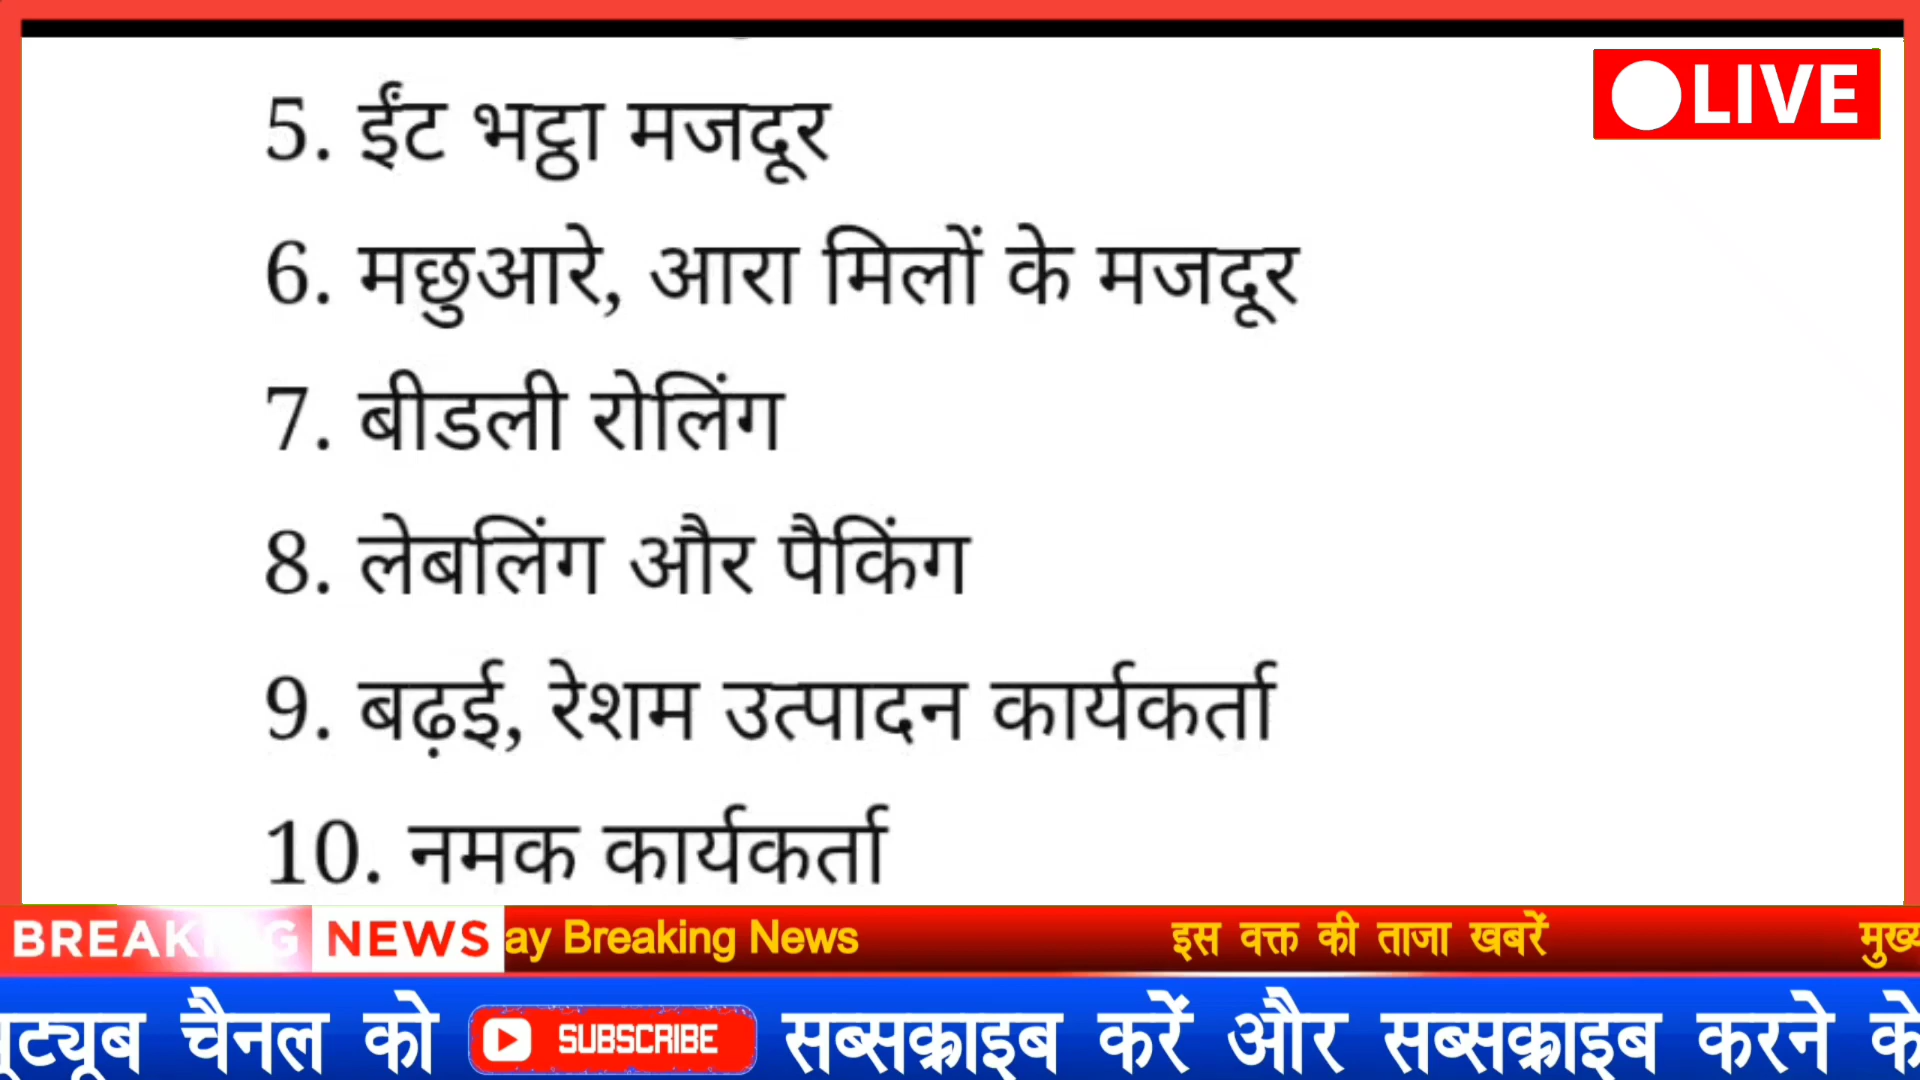 LIVE
5. ईंट भट्ठा मजदूर
6. मछुआरे, आरा मिलों के मजदूर
7. बीडली रोलिंग
8. लेबलिंग और पैकिंग
9. बढ़ई, रेशम उत्पादन कार्यकर्ता
10. नमक कार्यकर्ता
NEWS ay Breaking News इस वक्त की ताजा खबरें
चैनल को SUBSCRIBE सब्सक्राइब करें और सब्सक्राइब करने के